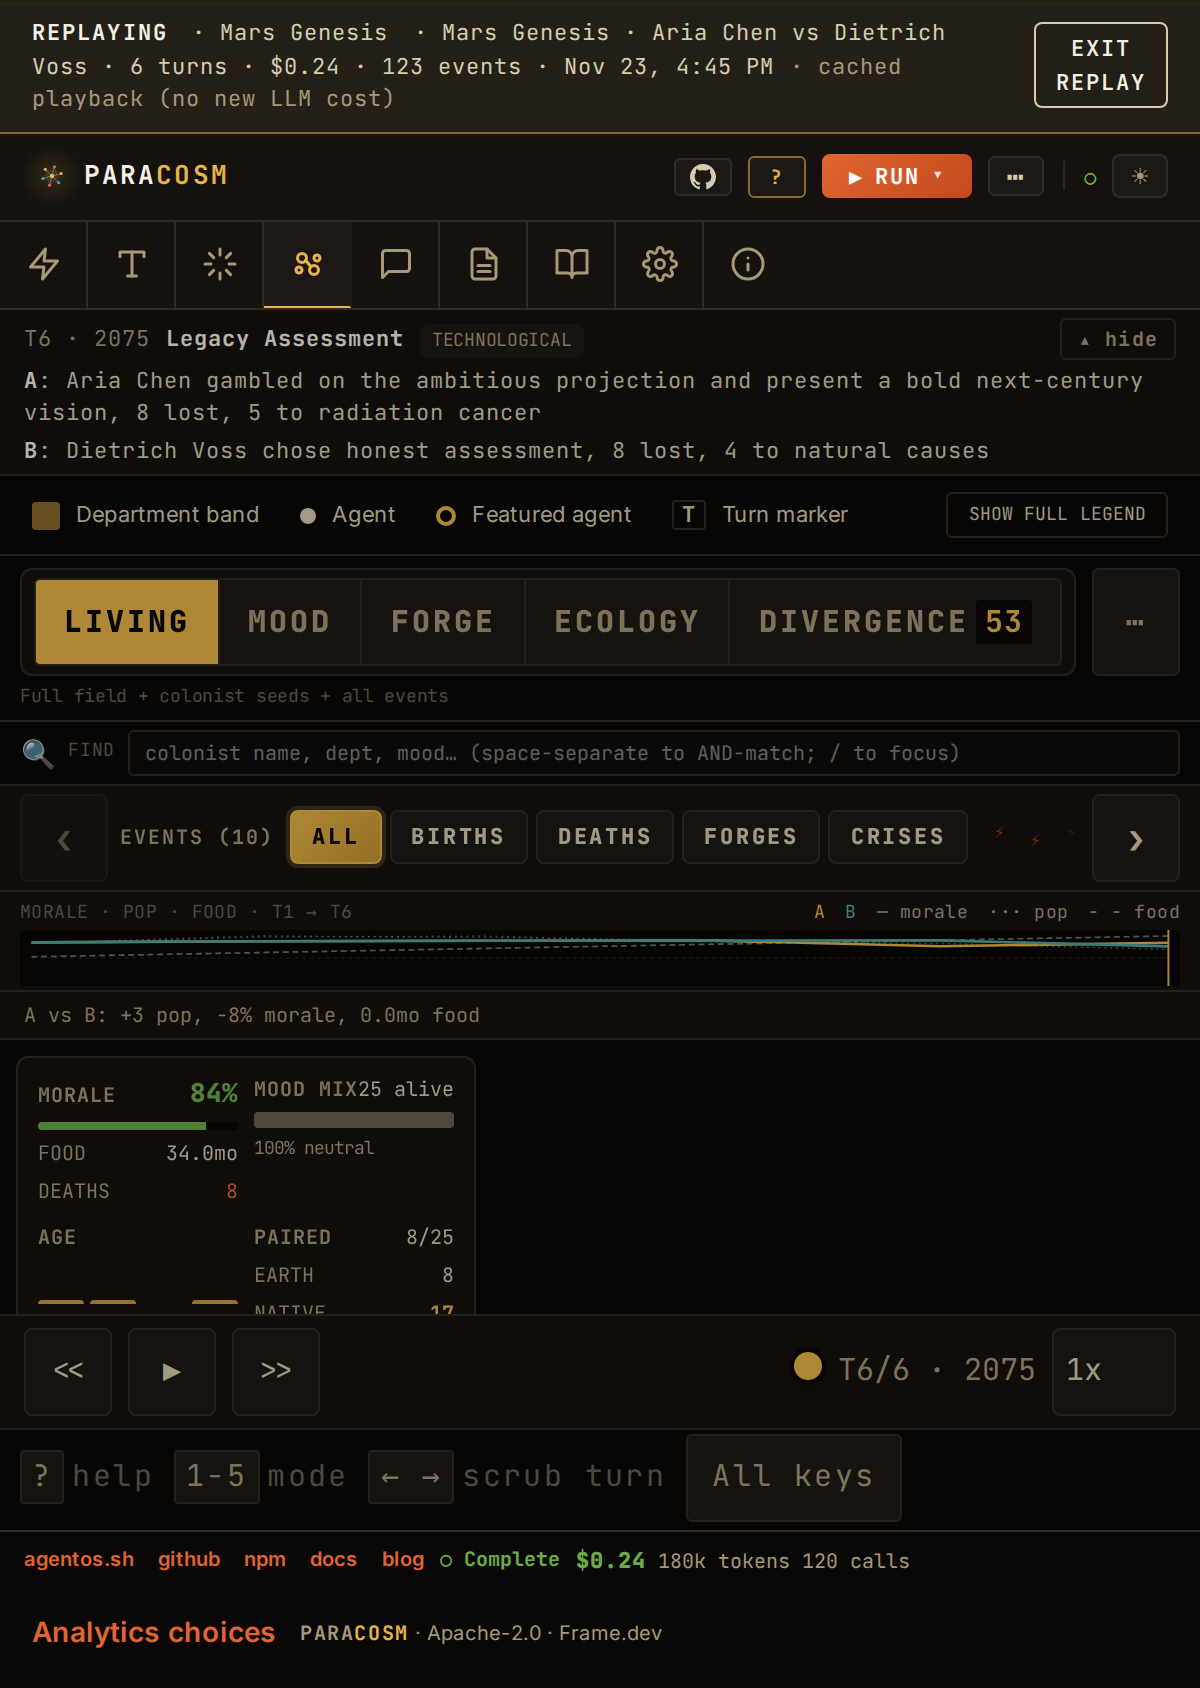 REPLAYING · Mars Genesis · Mars Genesis · Aria Chen vs Dietrich
Voss · 6 turns · $0.24 · 123 events · Nov 23, 4:45 PM · cached
playback (no new LLM cost)
EXIT
REPLAY
PARACOSM
?
▶ RUN ▾
⋯
T6 · 2075 Legacy Assessment TECHNOLOGICAL
▴ hide
A: Aria Chen gambled on the ambitious projection and present a bold next-century
vision, 8 lost, 5 to radiation cancer
B: Dietrich Voss chose honest assessment, 8 lost, 4 to natural causes
Department band Agent Featured agent T Turn marker
SHOW FULL LEGEND
LIVING MOOD FORGE ECOLOGY DIVERGENCE 53
⋯
Full field + colonist seeds + all events
FIND colonist name, dept, mood… (space-separate to AND-match; / to focus)
‹ EVENTS (10) ALL BIRTHS DEATHS FORGES CRISES ›
MORALE · POP · FOOD · T1 → T6
A B — morale ··· pop - - food
A vs B: +3 pop, -8% morale, 0.0mo food
MORALE 84%
MOOD MIX 25 alive
100% neutral
FOOD 34.0mo
DEATHS 8
AGE
PAIRED 8/25
EARTH 8
NATIVE 17
<< ▶ >>
T6/6 · 2075
1x
? help 1-5 mode ← → scrub turn All keys
agentos.sh github npm docs blog ○ Complete $0.24 180k tokens 120 calls
Analytics choices PARACOSM · Apache-2.0 · Frame.dev